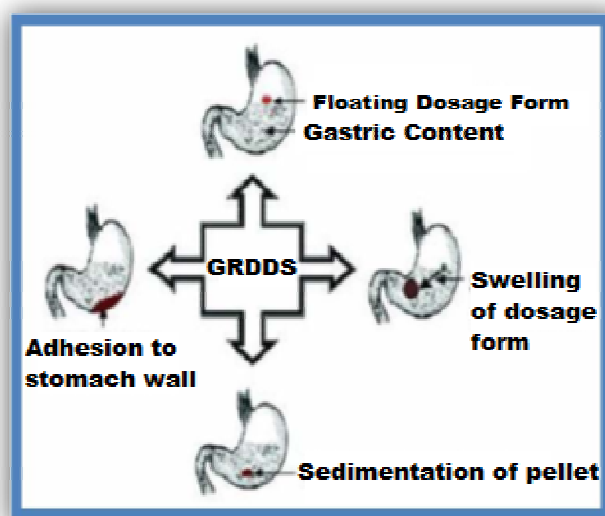 Floating Dosage Form
Gastric Content
GRDDS
Swelling
of dosage
form
Adhesion to
stomach wall
Sedimentation of pellet